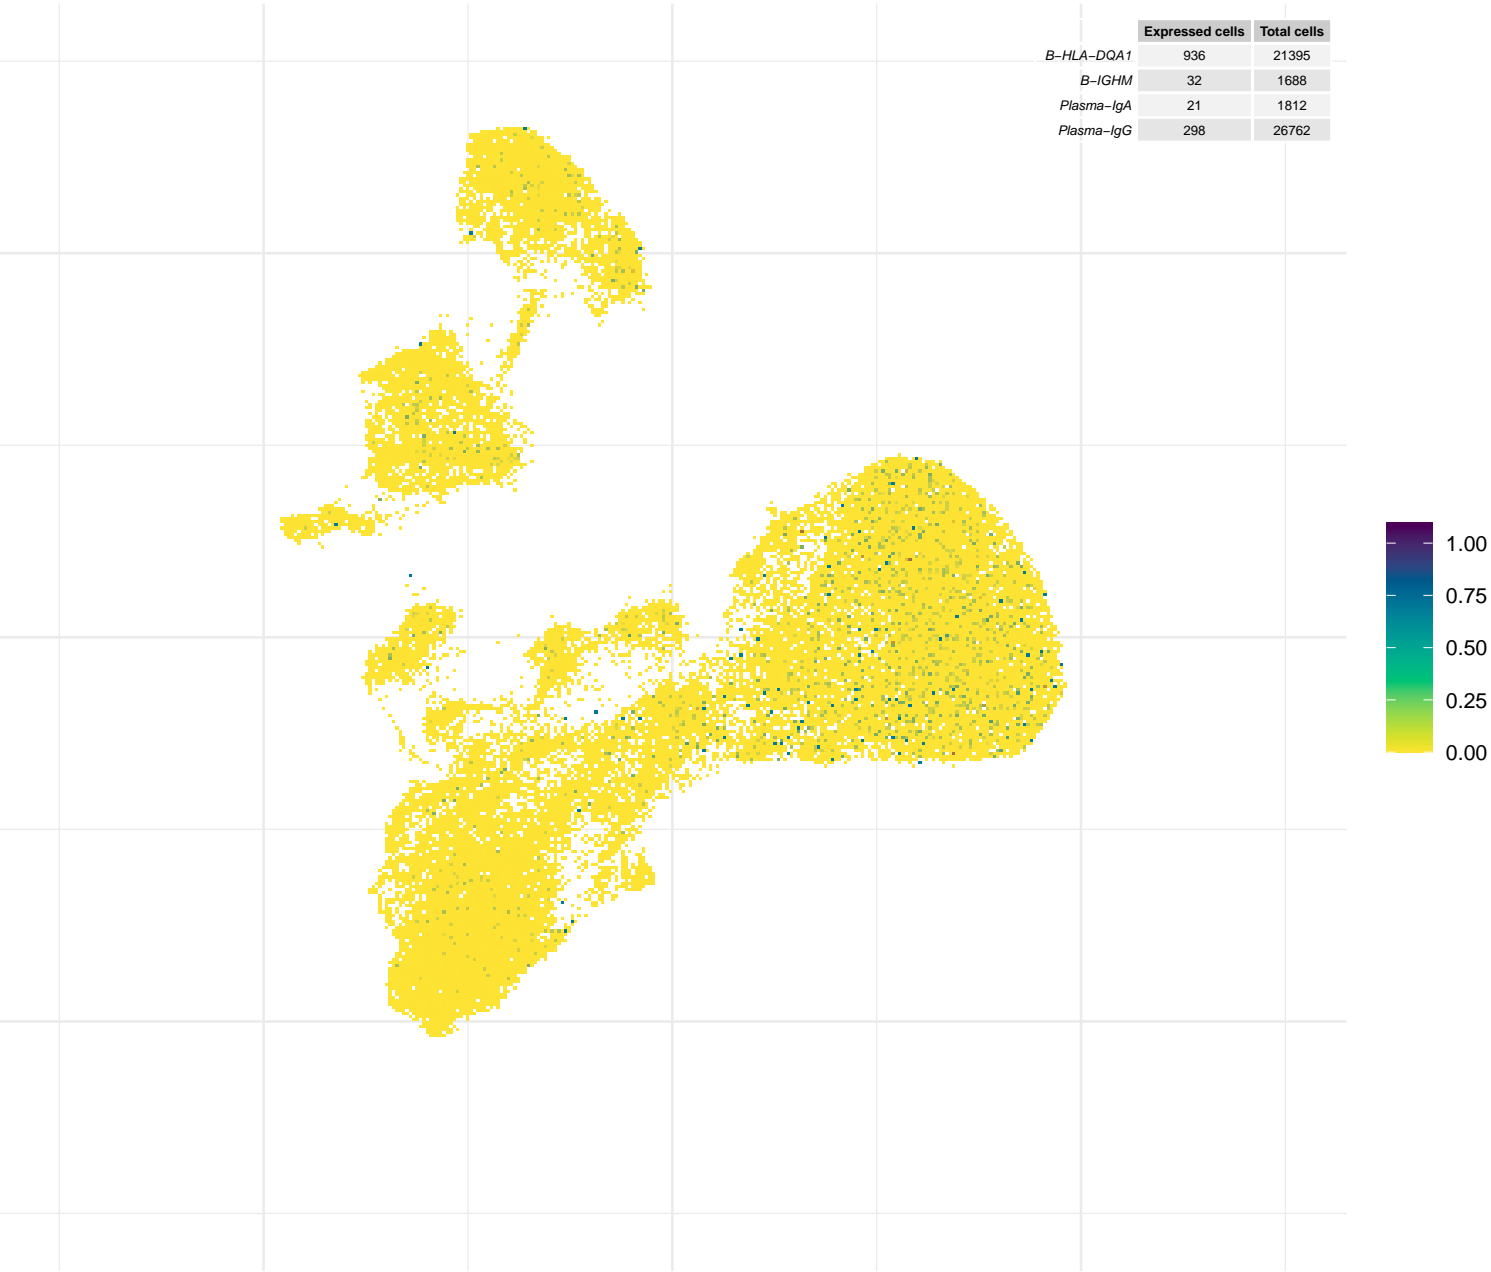 Expressed cells Total cells
B−HLA−DQA1 936 21395
B−IGHM 32 1688
Plasma−IgA 21 1812
Plasma−IgG 298 26762
1.00
0.75
0.50
0.25
0.00